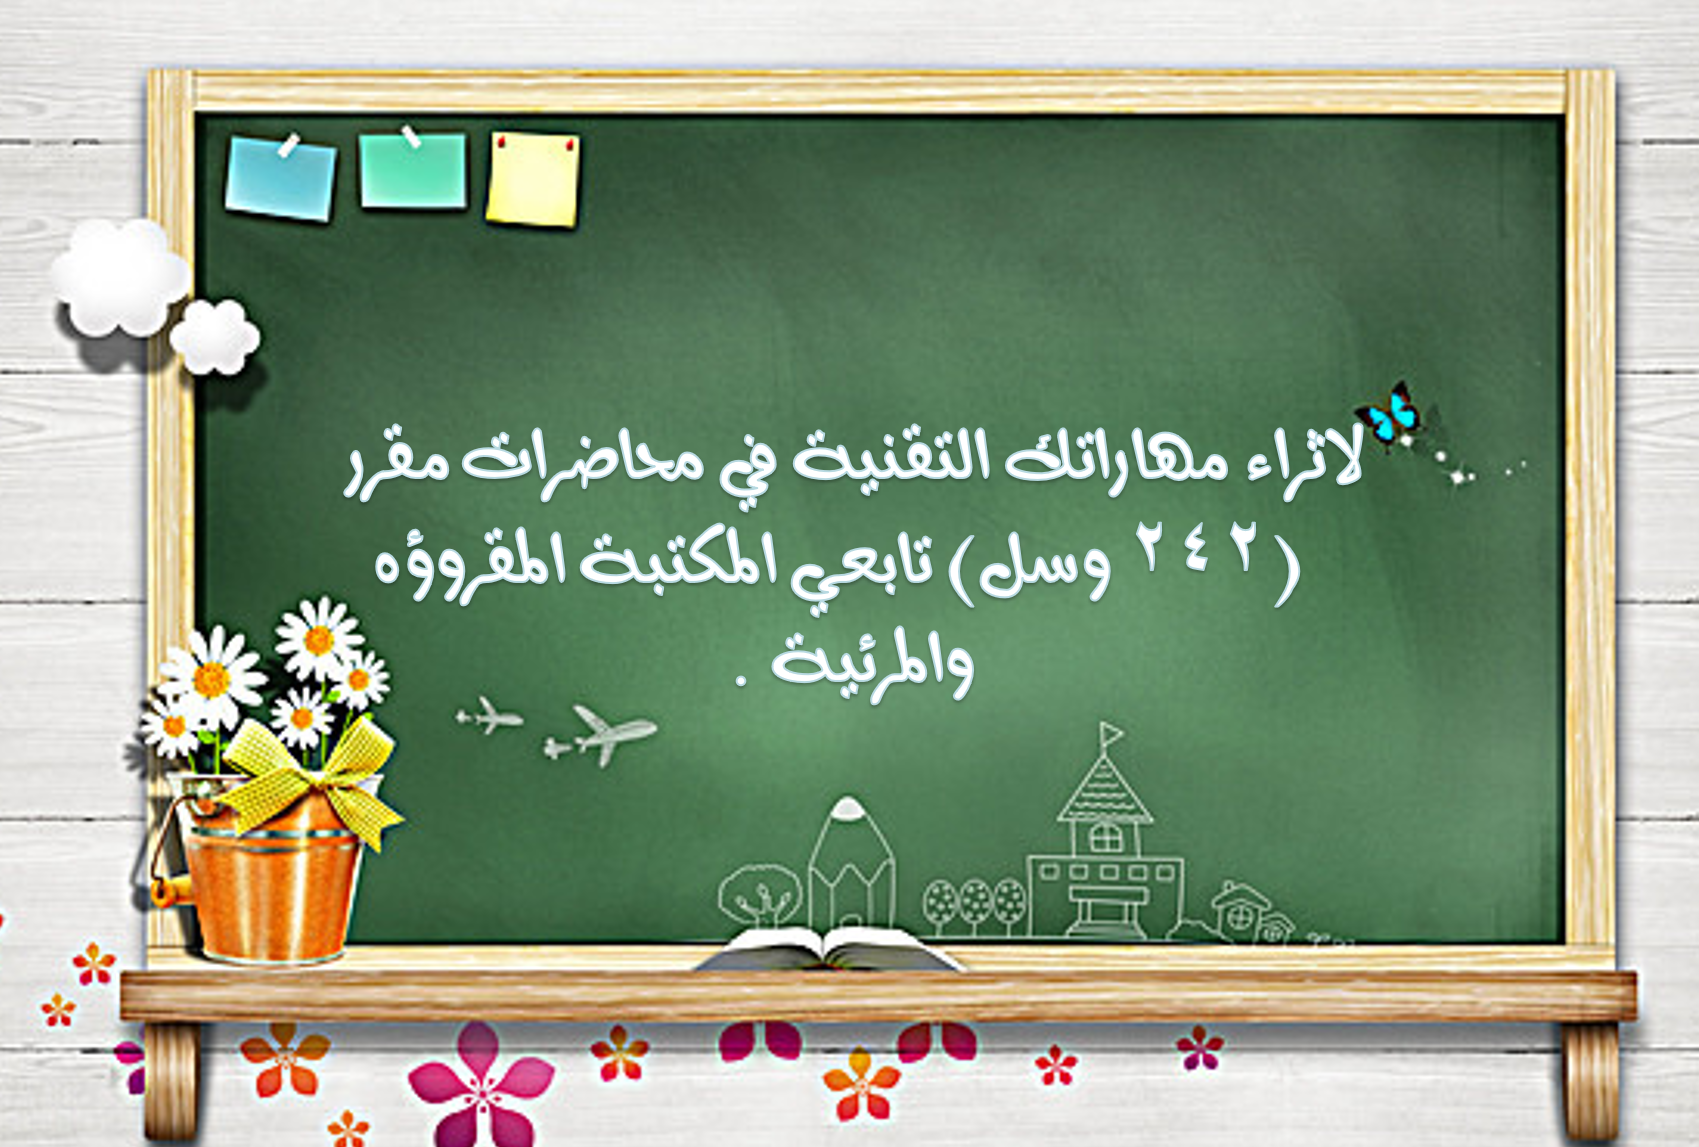 لاثراء مهاراتك التقنية في محاضرات مقرر
(٢٤٢ وسل) تابعي المكتبة المقروؤه
والمرئية .